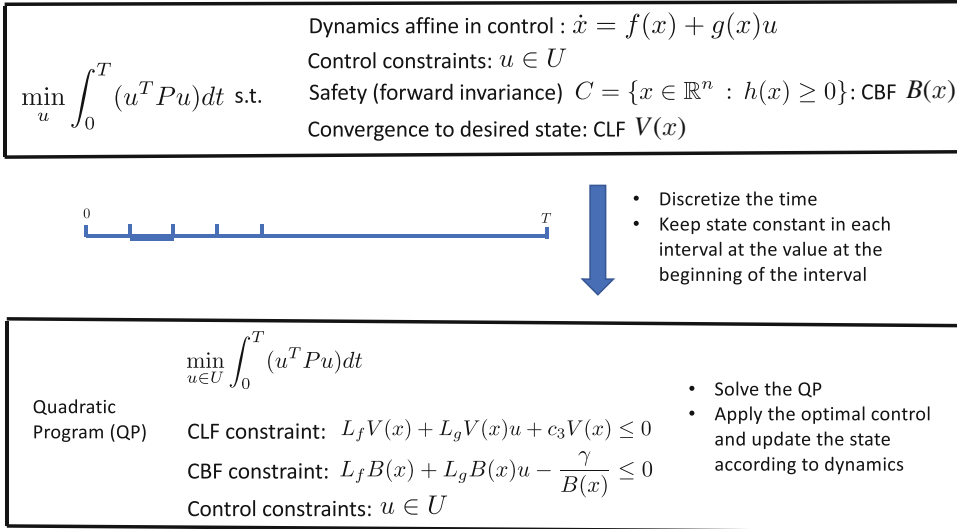 Dynamics affine in control : ẋ = f(x) + g(x)u
Control constraints: u ∈ U
min_u ∫_0^T (u^T Pu)dt s.t.
Safety (forward invariance) C = {x ∈ ℝ^n : h(x) ≥ 0}: CBF B(x)
Convergence to desired state: CLF V(x)
0
T
• Discretize the time
• Keep state constant in each
interval at the value at the
beginning of the interval
min_{u∈U} ∫_0^T (u^T Pu)dt
Quadratic
Program (QP)
CLF constraint: L_f V(x) + L_g V(x)u + c_3 V(x) ≤ 0
CBF constraint: L_f B(x) + L_g B(x)u − γ/B(x) ≤ 0
Control constraints: u ∈ U
• Solve the QP
• Apply the optimal control
and update the state
according to dynamics